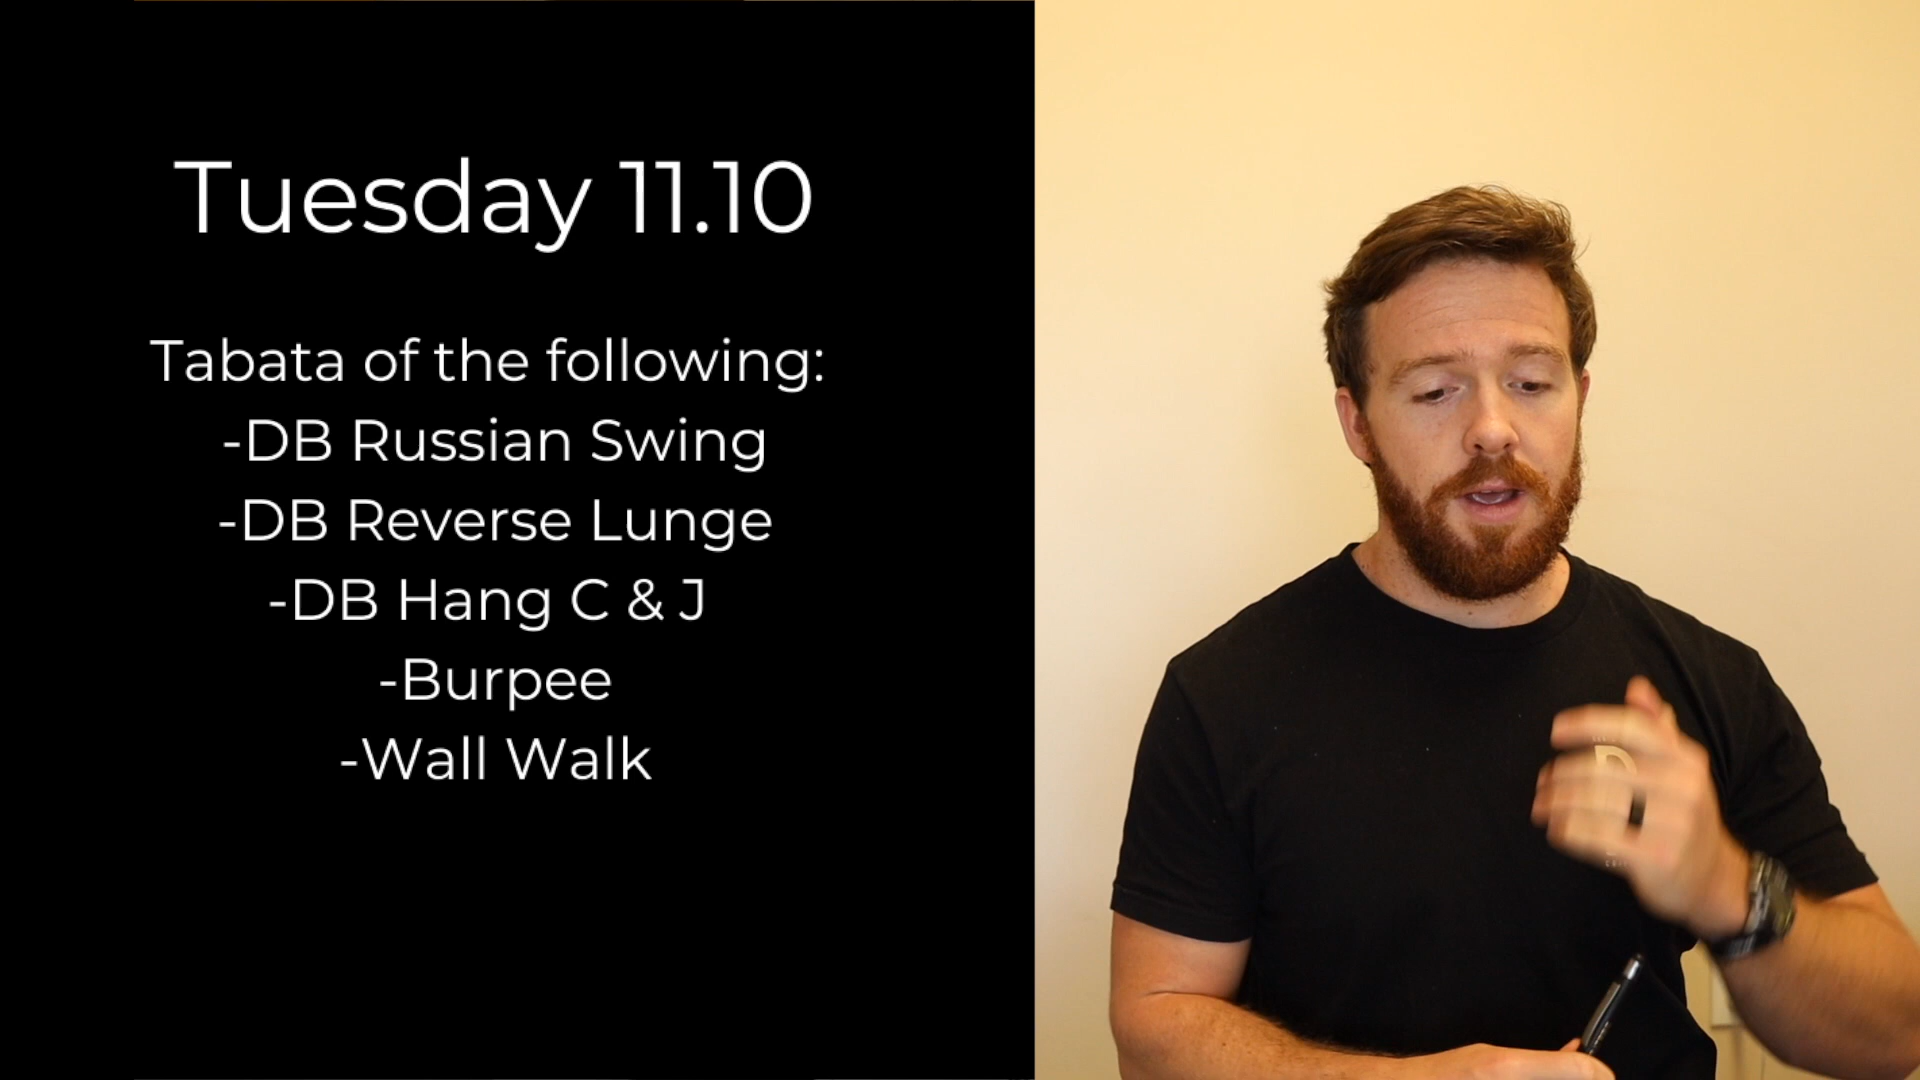 Tuesday 11.10
Tabata of the following:
-DB Russian Swing
-DB Reverse Lunge
-DB Hang C & J
-Burpee
-Wall Walk